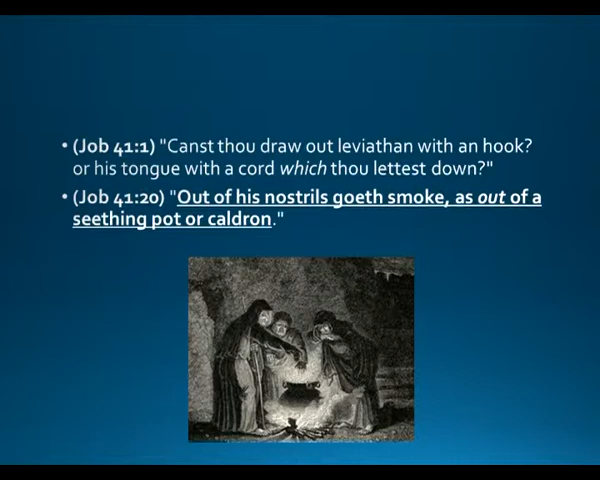 • (Job 41:1) "Canst thou draw out leviathan with an hook?
or his tongue with a cord which thou lettest down?"
• (Job 41:20) "Out of his nostrils goeth smoke, as out of a
seething pot or caldron."